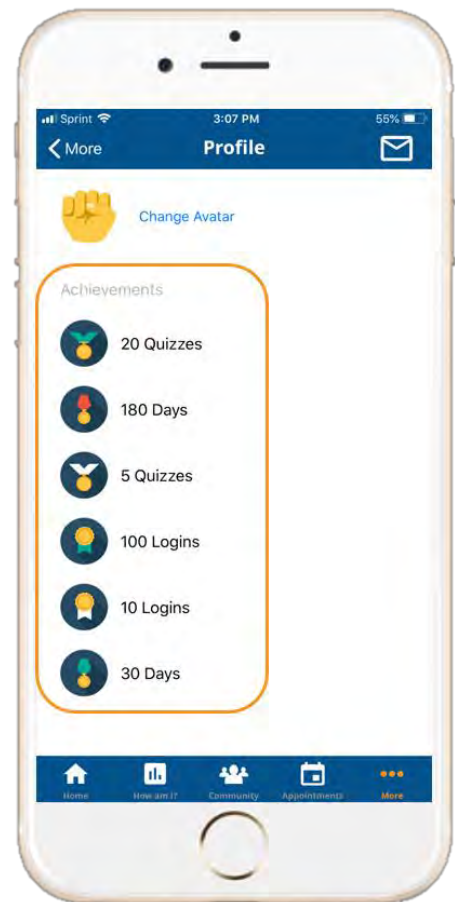 Sprint 3:07 PM 55%
More Profile
Change Avatar
Achievements
20 Quizzes
180 Days
5 Quizzes
100 Logins
10 Logins
30 Days
Home How am I? Community Appointments More